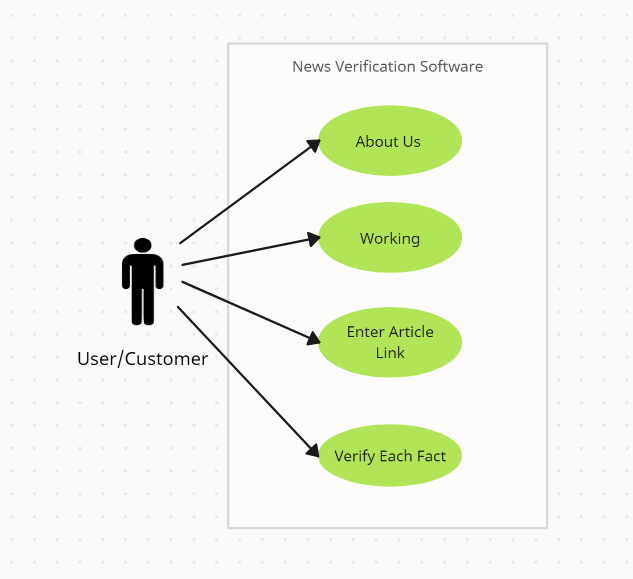 News Verification Software
About Us
Working
Enter Article
Link
User/Customer
Verify Each Fact